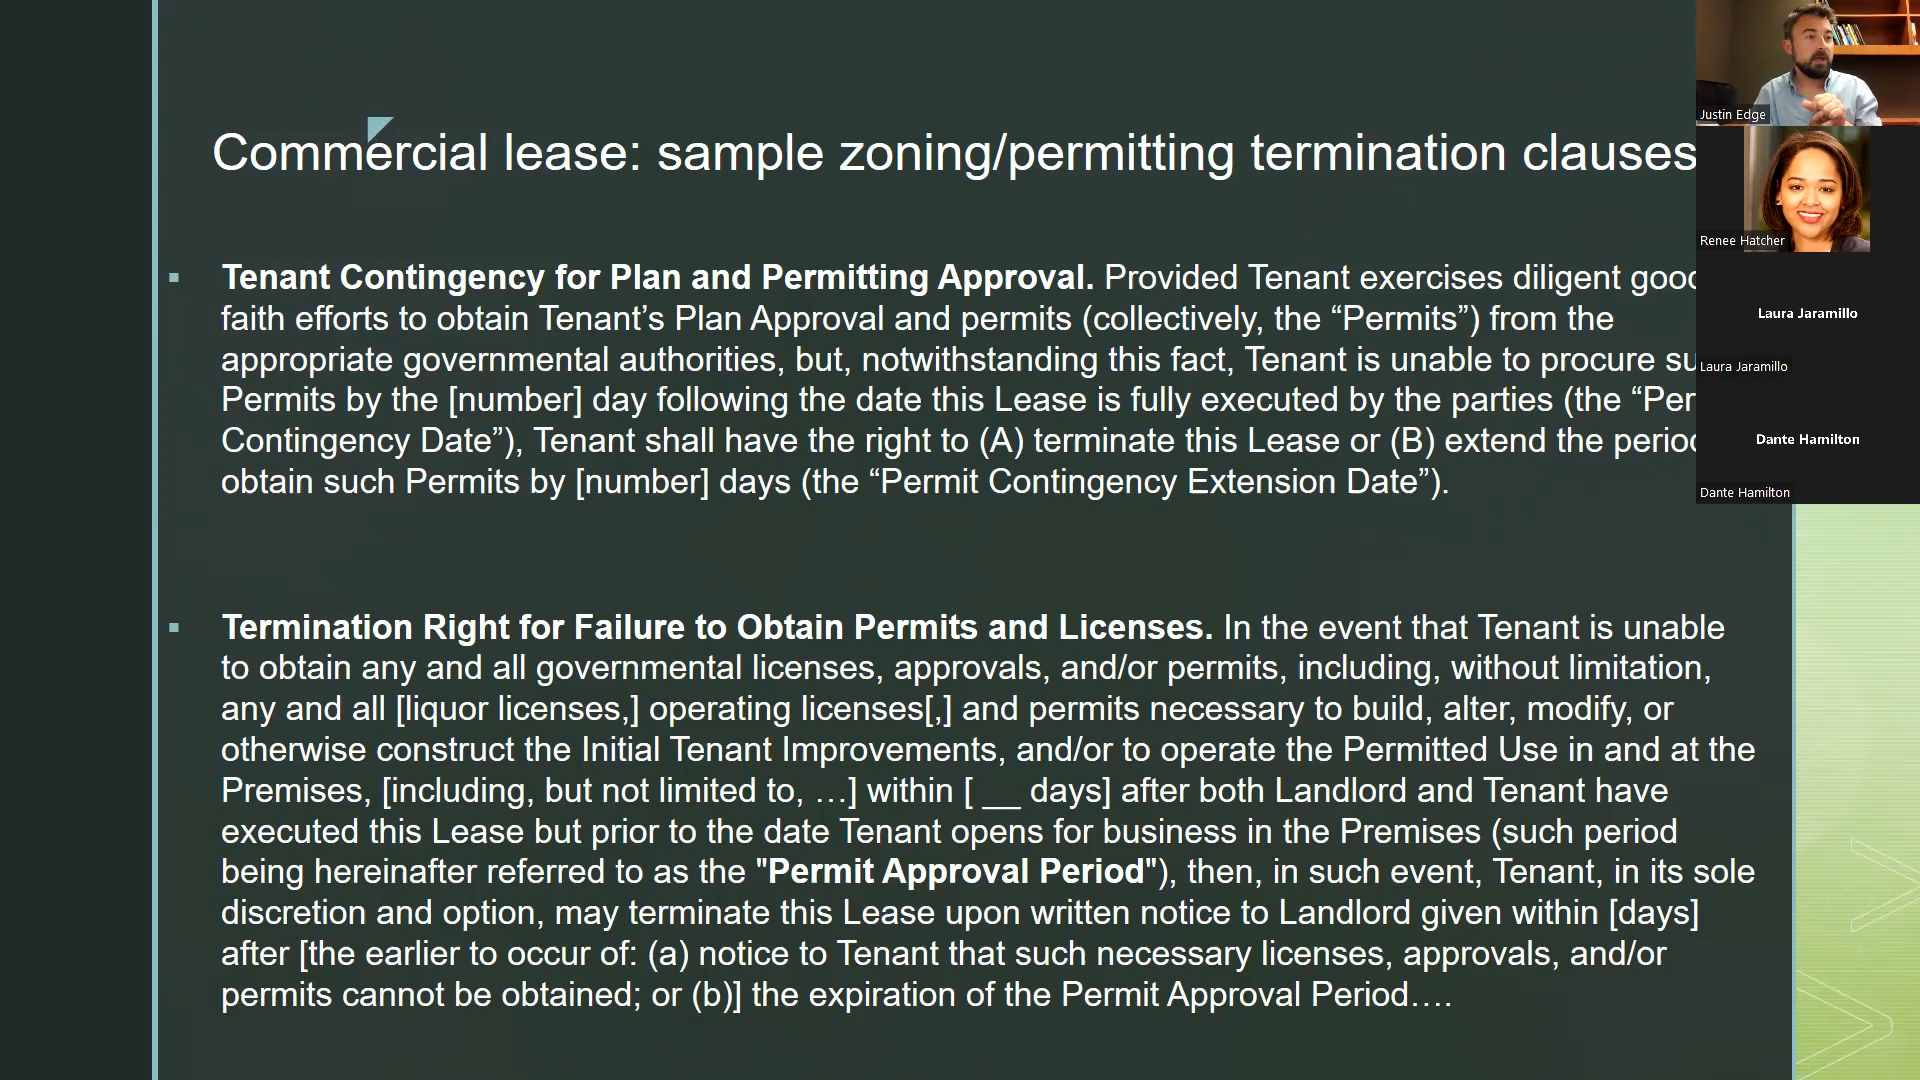 Commercial lease: sample zoning/permitting termination clauses
Tenant Contingency for Plan and Permitting Approval. Provided Tenant exercises diligent good
faith efforts to obtain Tenant’s Plan Approval and permits (collectively, the “Permits”) from the
appropriate governmental authorities, but, notwithstanding this fact, Tenant is unable to procure su
Permits by the [number] day following the date this Lease is fully executed by the parties (the “Per
Contingency Date”), Tenant shall have the right to (A) terminate this Lease or (B) extend the period
obtain such Permits by [number] days (the “Permit Contingency Extension Date”).
Termination Right for Failure to Obtain Permits and Licenses. In the event that Tenant is unable
to obtain any and all governmental licenses, approvals, and/or permits, including, without limitation,
any and all [liquor licenses,] operating licenses[,] and permits necessary to build, alter, modify, or
otherwise construct the Initial Tenant Improvements, and/or to operate the Permitted Use in and at the
Premises, [including, but not limited to, …] within [ __ days] after both Landlord and Tenant have
executed this Lease but prior to the date Tenant opens for business in the Premises (such period
being hereinafter referred to as the "Permit Approval Period"), then, in such event, Tenant, in its sole
discretion and option, may terminate this Lease upon written notice to Landlord given within [days]
after [the earlier to occur of: (a) notice to Tenant that such necessary licenses, approvals, and/or
permits cannot be obtained; or (b)] the expiration of the Permit Approval Period….
Justin Edge
Renee Hatcher
Laura Jaramillo
Laura Jaramillo
Dante Hamilton
Dante Hamilton